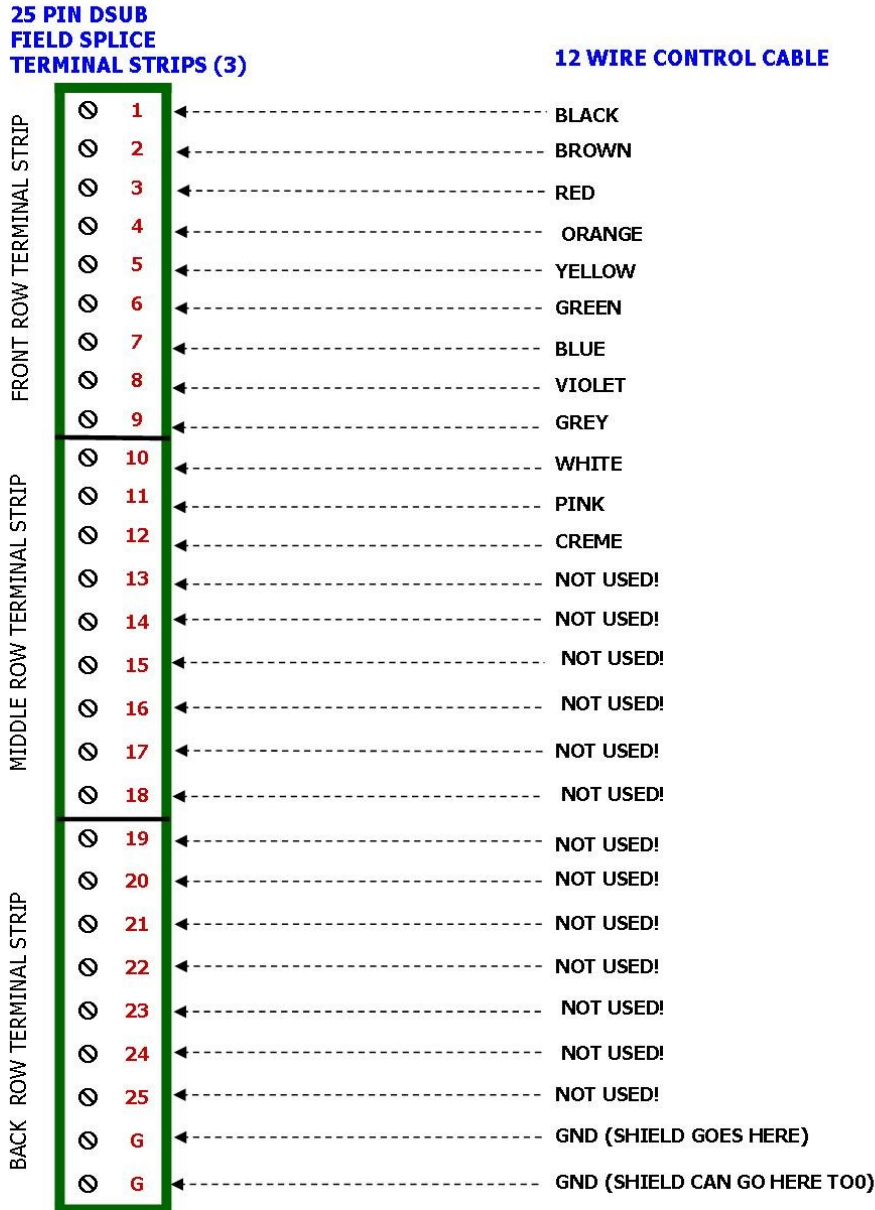 25 PIN DSUB
FIELD SPLICE
TERMINAL STRIPS (3)
12 WIRE CONTROL CABLE
FRONT ROW TERMINAL STRIP
1 BLACK
2 BROWN
3 RED
4 ORANGE
5 YELLOW
6 GREEN
7 BLUE
8 VIOLET
9 GREY
MIDDLE ROW TERMINAL STRIP
10 WHITE
11 PINK
12 CREME
13 NOT USED!
14 NOT USED!
15 NOT USED!
16 NOT USED!
17 NOT USED!
18 NOT USED!
BACK ROW TERMINAL STRIP
19 NOT USED!
20 NOT USED!
21 NOT USED!
22 NOT USED!
23 NOT USED!
24 NOT USED!
25 NOT USED!
G GND (SHIELD GOES HERE)
G GND (SHIELD CAN GO HERE TO0)